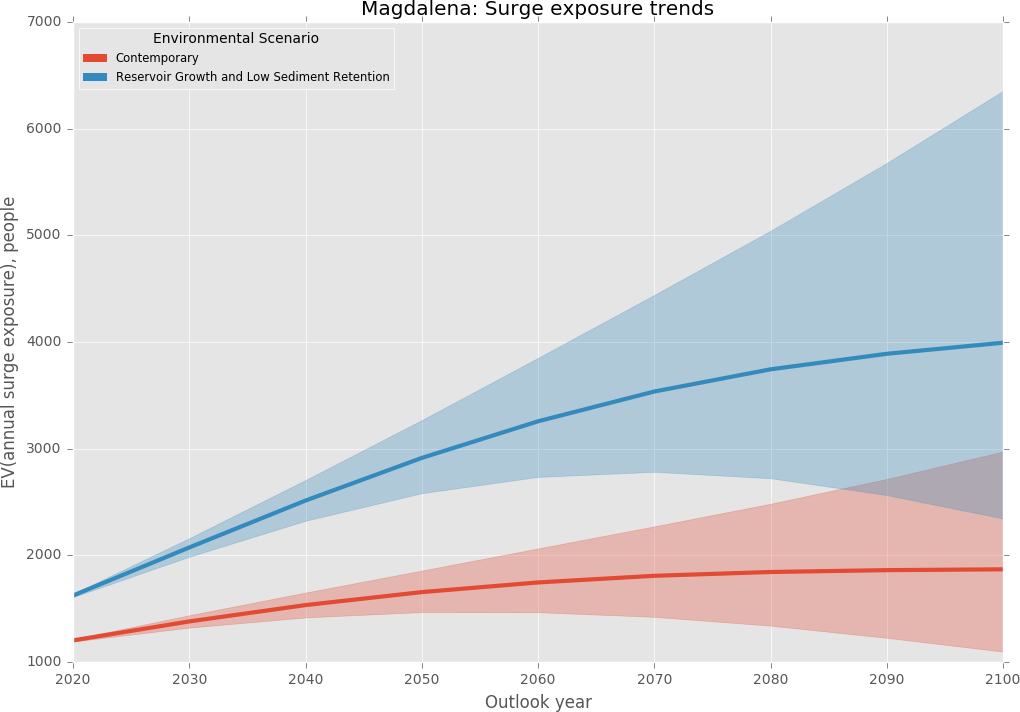 Magdalena: Surge exposure trends
7000
6000
5000
4000
3000
2000
1000
EV(annual surge exposure), people
Environmental Scenario
Contemporary
Reservoir Growth and Low Sediment Retention
2020
2030
2040
2050
2060
2070
2080
2090
2100
Outlook year